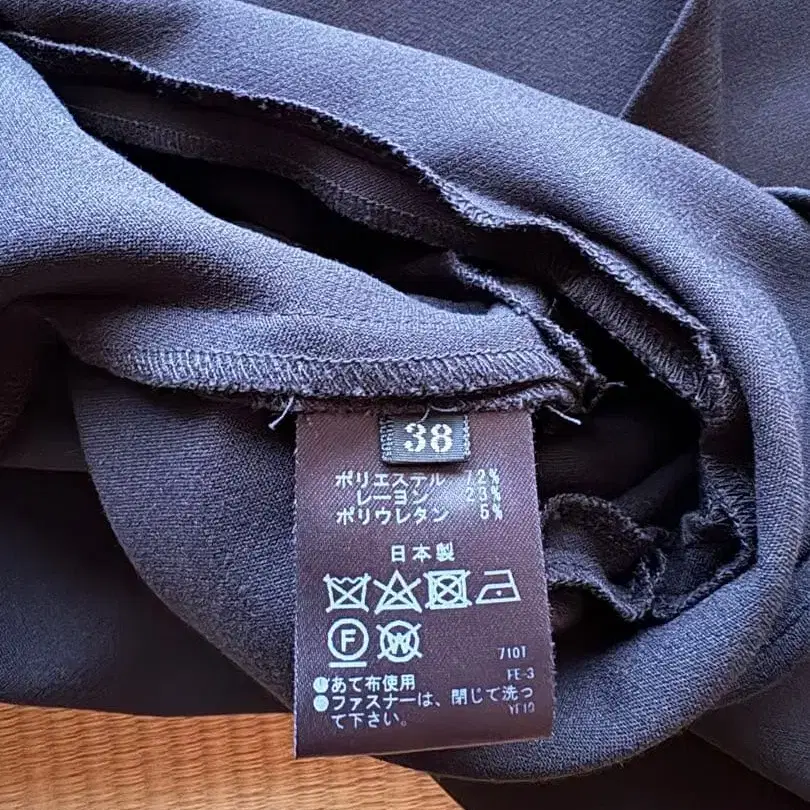 38
ポリエステル 72%
レーヨン 23%
ポリウレタン 5%
日本製
F W
7101
FE-3
●あて布使用
●ファスナーは、閉じて洗っ
て下さい。
YF10